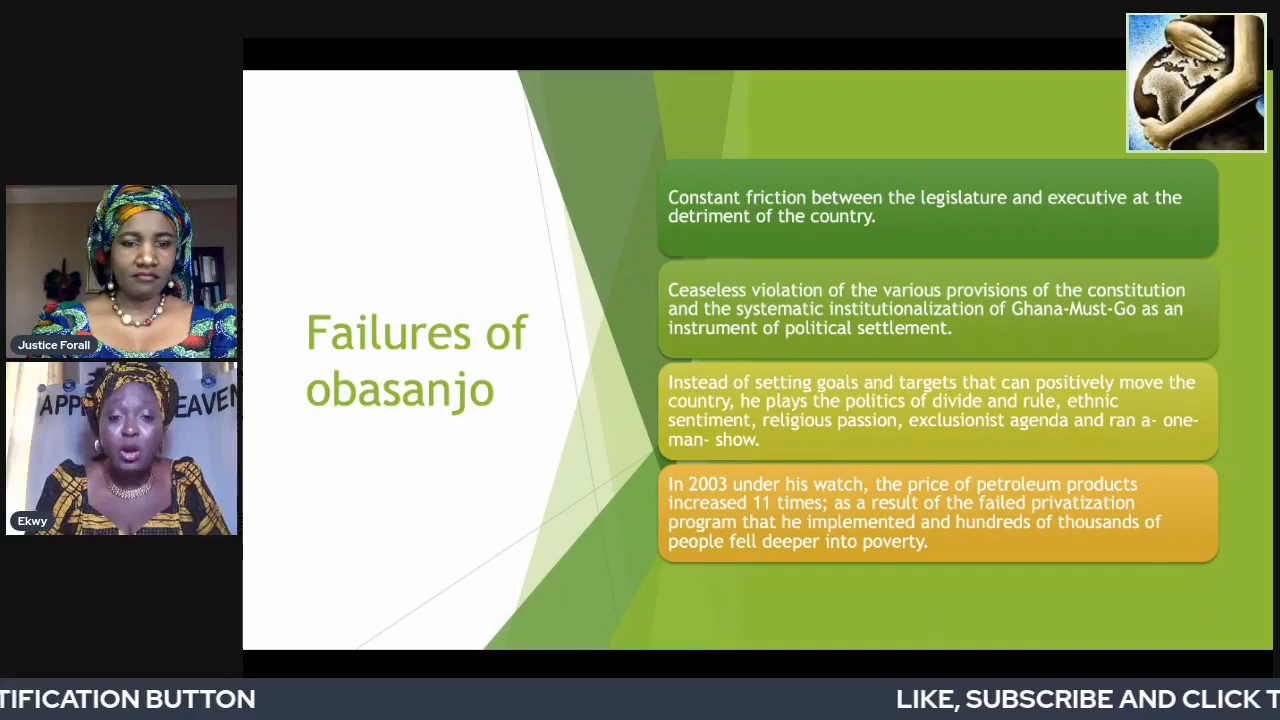 Failures of
obasanjo
Constant friction between the legislature and executive at the
detriment of the country.
Ceaseless violation of the various provisions of the constitution
and the systematic institutionalization of Ghana-Must-Go as an
instrument of political settlement.
Instead of setting goals and targets that can positively move the
country, he plays the politics of divide and rule, ethnic
sentiment, religious passion, exclusionist agenda and ran a- one-
man- show.
In 2003 under his watch, the price of petroleum products
increased 11 times; as a result of the failed privatization
program that he implemented and hundreds of thousands of
people fell deeper into poverty.
Justice Forall
APP EAVEN
Ekwy
TIFICATION BUTTON
LIKE, SUBSCRIBE AND CLICK T